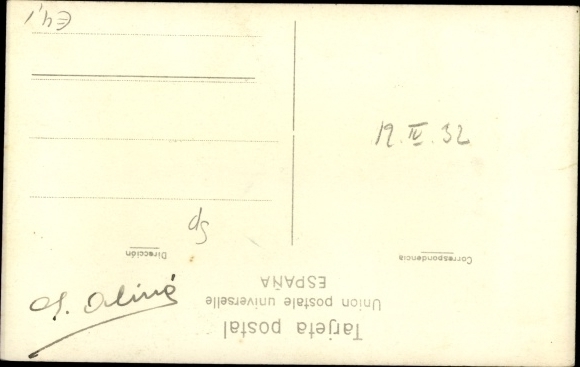 Tarjeta postal
Union postale universelle
ESPAÑA
Correspondencia
Dirección
19. IV. 32